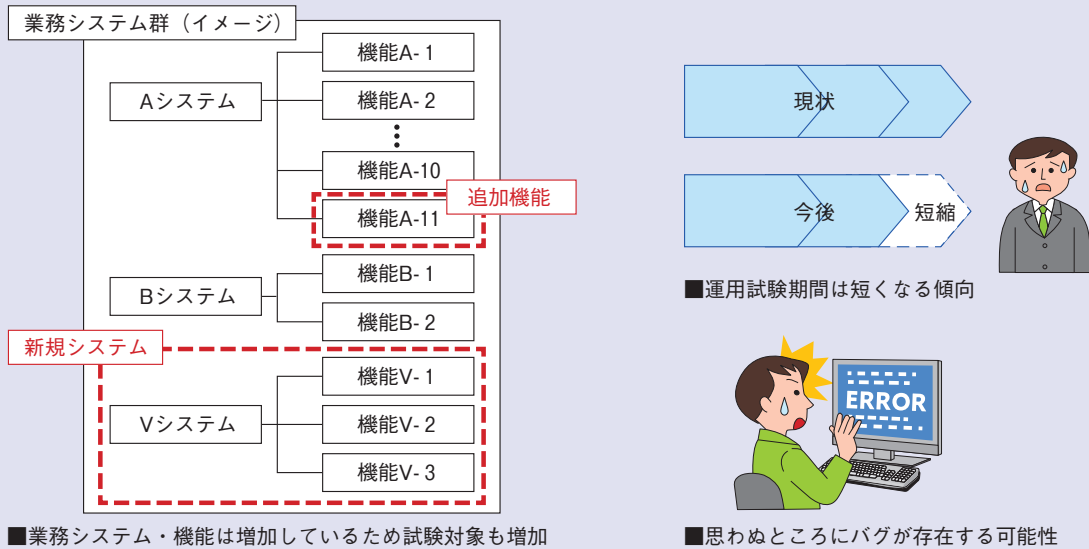 業務システム群（イメージ）
Aシステム
機能A-1
機能A-2
機能A-10
追加機能
機能A-11
Bシステム
機能B-1
機能B-2
新規システム
Vシステム
機能V-1
機能V-2
機能V-3
■業務システム・機能は増加しているため試験対象も増加
現状
今後
短縮
■運用試験期間は短くなる傾向
ERROR
■思わぬところにバグが存在する可能性